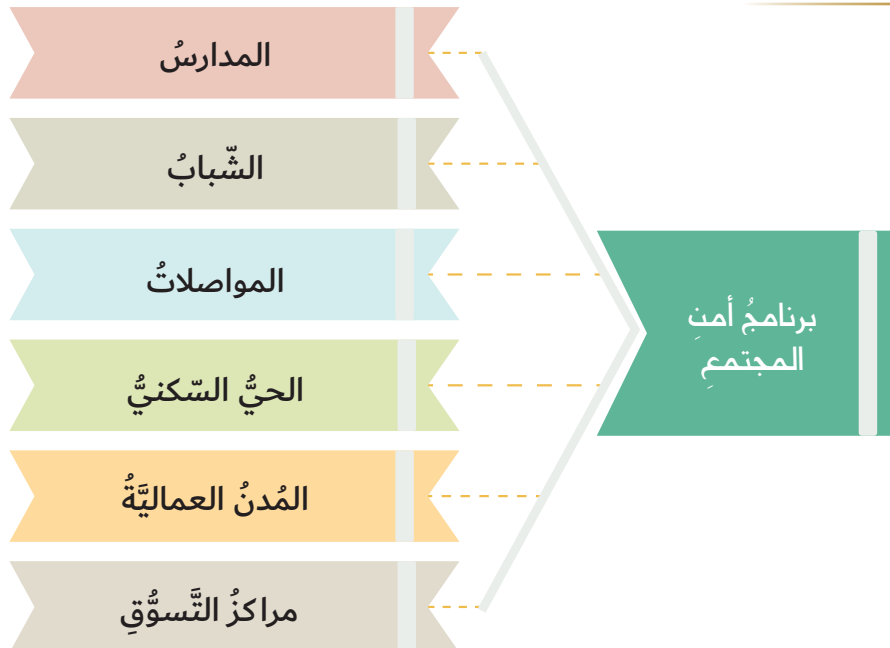 برنامجُ أمنِ
المجتمعِ
المدارسُ
الشّبابُ
المواصلاتُ
الحيُّ السّكنيُّ
المُدنُ العماليَّةُ
مراكزُ التَّسوُّقِ